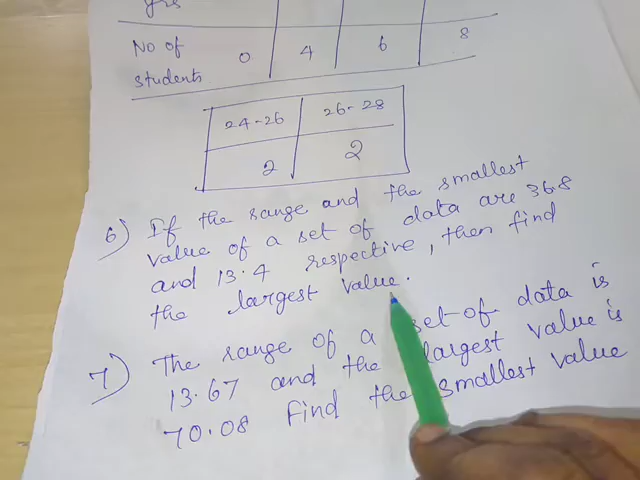 yrs
No of
students 0 4 6 8
24-26 26-28
2 2
6) If the range and the smallest
value of a set of data are 36.8
and 13.4 respective, then find
the largest value.
7) The range of a set of data is
13.67 and the largest value is
70.08 Find the smallest value